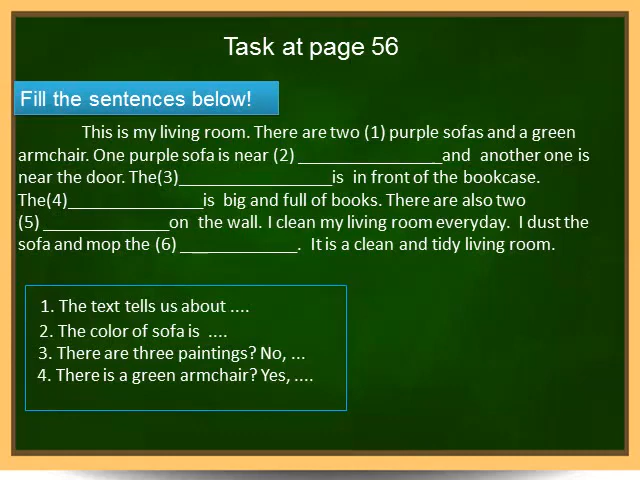 Task at page 56
Fill the sentences below!
This is my living room. There are two (1) purple sofas and a green
armchair. One purple sofa is near (2) _______________and another one is
near the door. The(3)________________is in front of the bookcase.
The(4)______________is big and full of books. There are also two
(5) _____________on the wall. I clean my living room everyday. I dust the
sofa and mop the (6) ____________. It is a clean and tidy living room.
1. The text tells us about ....
2. The color of sofa is ....
3. There are three paintings? No, ...
4. There is a green armchair? Yes, ....